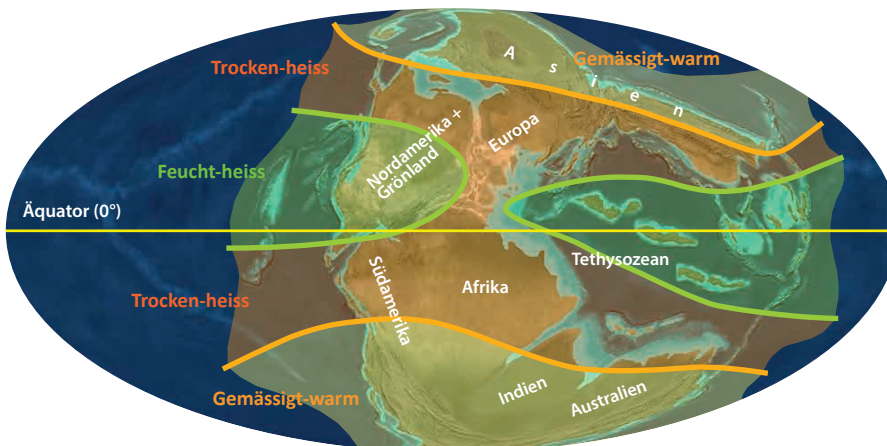 Trocken-heiss
Asien
Gemässigt-warm
Nordamerika +
Grönland
Europa
Feucht-heiss
Äquator (0°)
Tethysozean
Südamerika
Afrika
Trocken-heiss
Indien
Australien
Gemässigt-warm